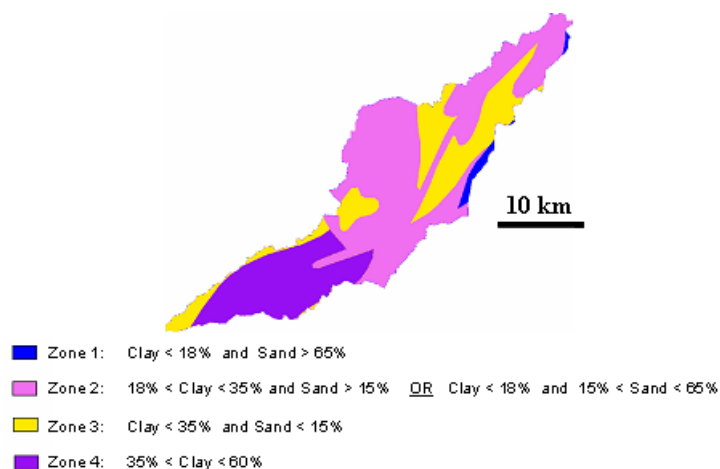 10 km
Zone 1: Clay < 18% and Sand > 65%
Zone 2: 18% < Clay < 35% and Sand > 15% OR Clay < 18% and 15% < Sand < 65%
Zone 3: Clay < 35% and Sand < 15%
Zone 4: 35% < Clay < 60%